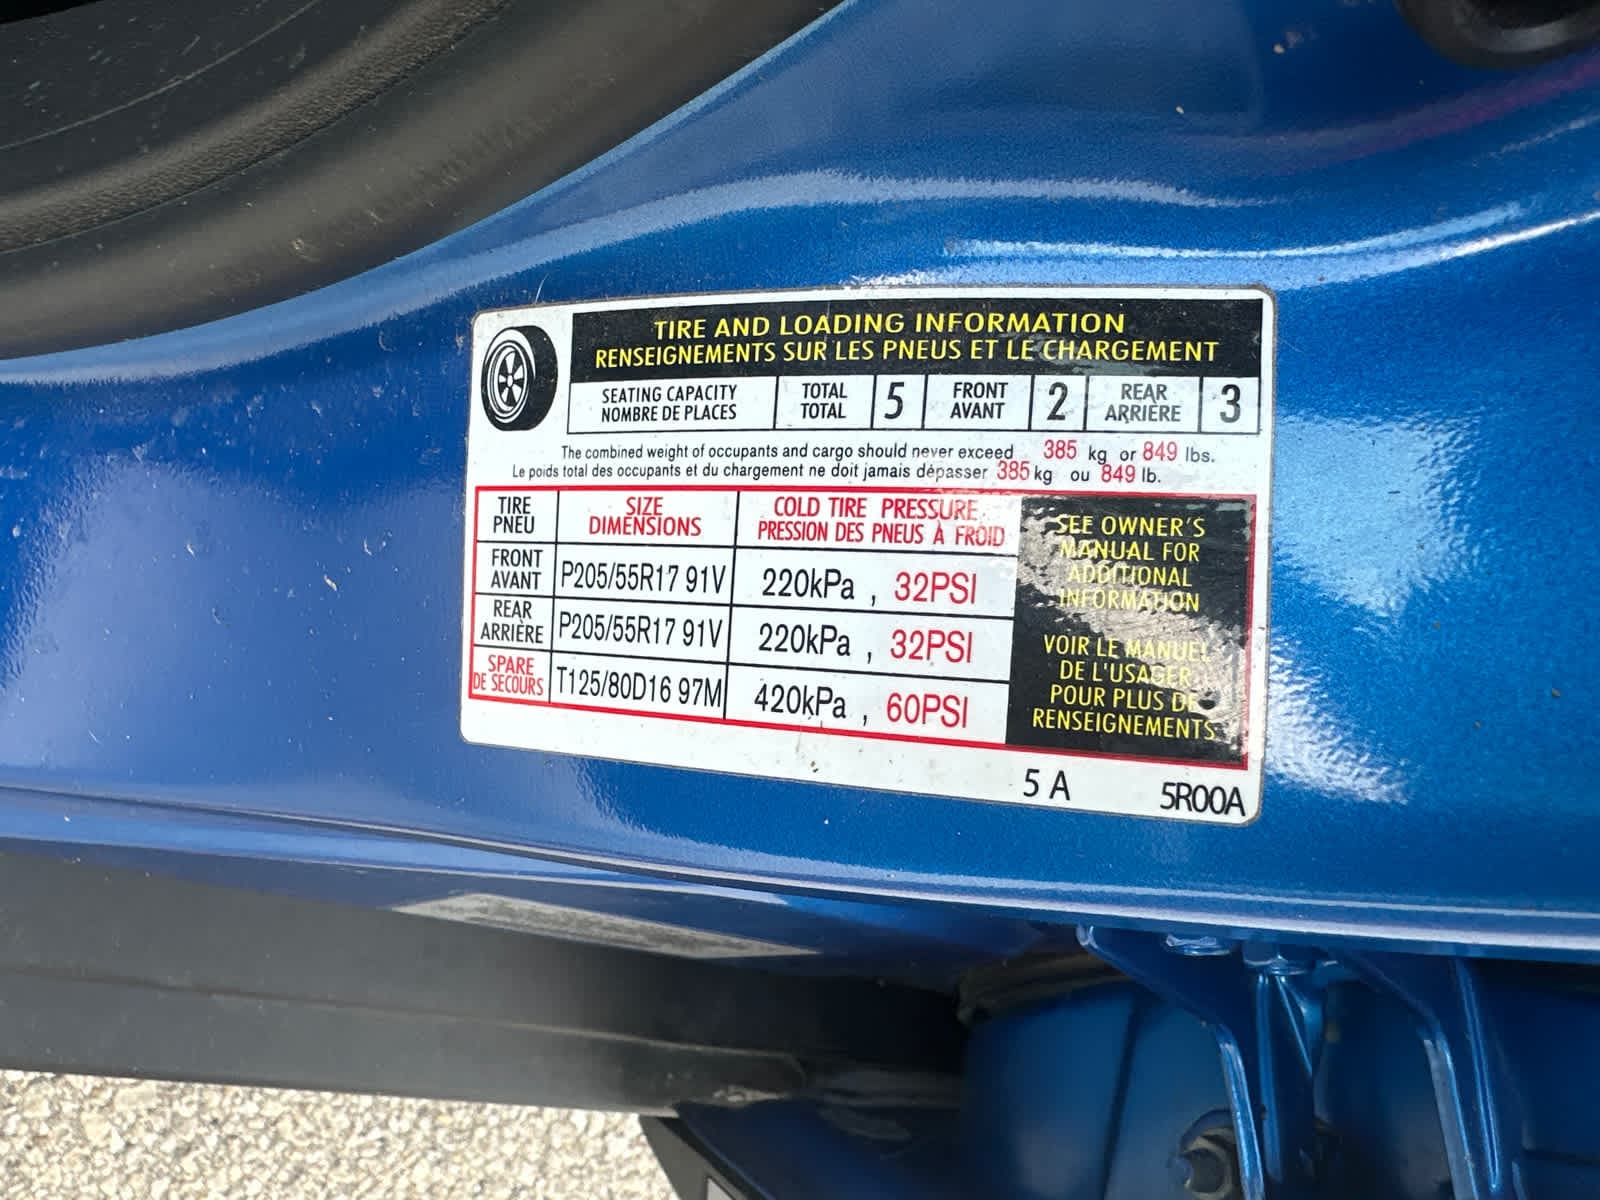 TIRE AND LOADING INFORMATION
RENSEIGNEMENTS SUR LES PNEUS ET LE CHARGEMENT
SEATING CAPACITY
NOMBRE DE PLACES
TOTAL
TOTAL
5
FRONT
AVANT
2
REAR
ARRIÈRE
3
The combined weight of occupants and cargo should never exceed 385 kg or 849 lbs.
Le poids total des occupants et du chargement ne doit jamais dépasser 385 kg ou 849 lb.
TIRE
PNEU
SIZE
DIMENSIONS
COLD TIRE PRESSURE
PRESSION DES PNEUS À FROID
FRONT
AVANT
P205/55R17 91V
220kPa , 32PSI
REAR
ARRIÈRE
P205/55R17 91V
220kPa , 32PSI
SPARE
DE SECOURS
T125/80D16 97M
420kPa , 60PSI
SEE OWNER'S
MANUAL FOR
ADDITIONAL
INFORMATION
VOIR LE MANUEL
DE L'USAGER
POUR PLUS DE
RENSEIGNEMENTS
5 A
5R00A